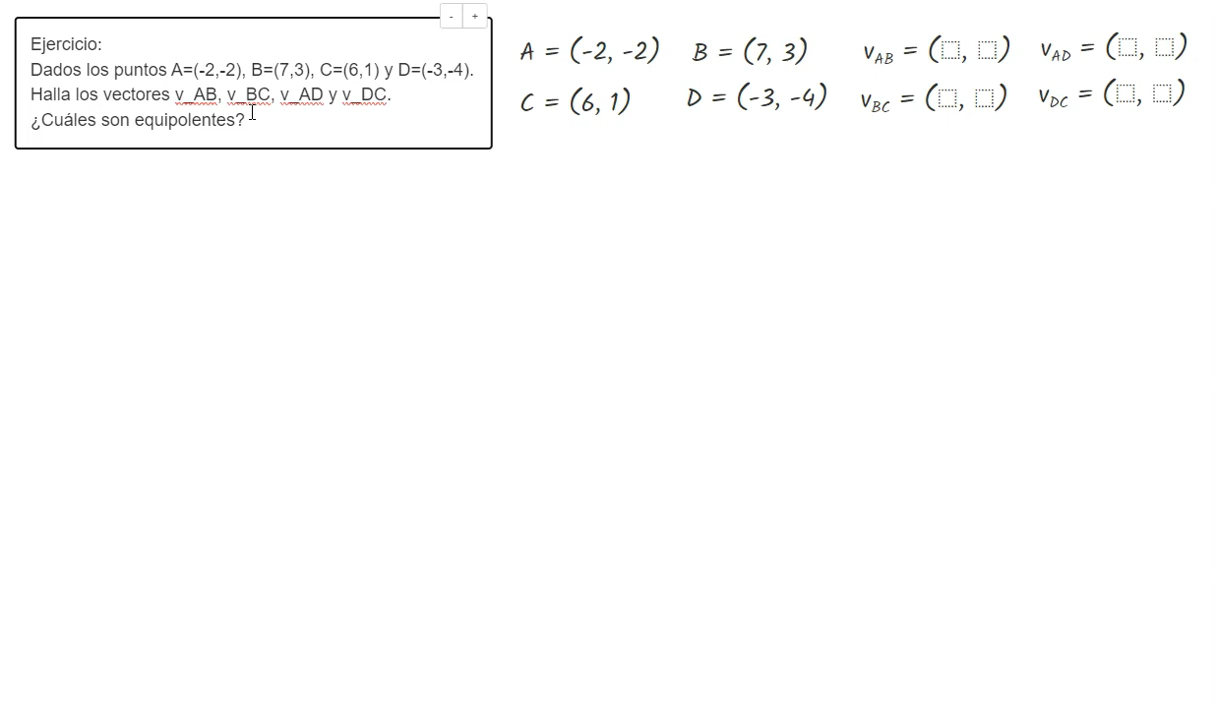 - +
Ejercicio:
Dados los puntos A=(-2,-2), B=(7,3), C=(6,1) y D=(-3,-4).
Halla los vectores v_AB, v_BC, v_AD y v_DC.
¿Cuáles son equipolentes?
A = (-2, -2) B = (7, 3) v_AB = (□, □) v_AD = (□, □)
C = (6, 1) D = (-3, -4) v_BC = (□, □) v_DC = (□, □)